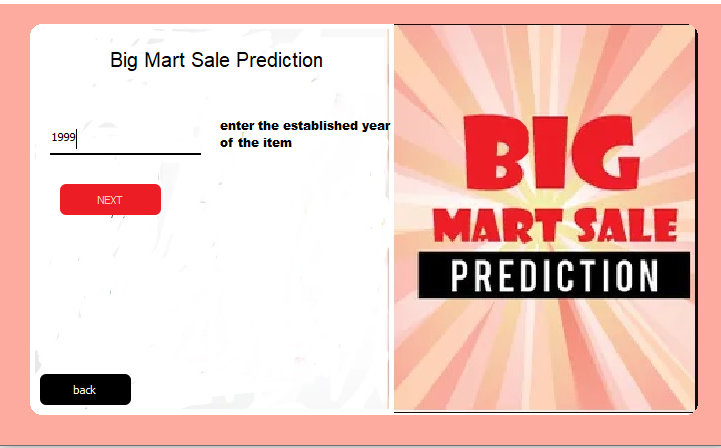 Big Mart Sale Prediction
1999
enter the established year
of the item
NEXT
back
BIG
MART SALE
PREDICTION